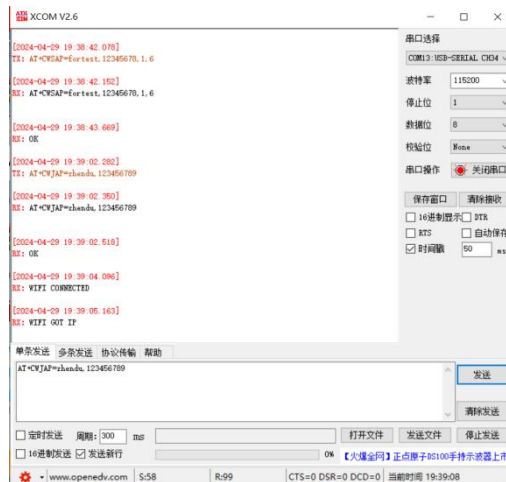 XCOM V2.6
[2024-04-29 19:38:42.078]
TX: AT+CWSAP=fortest,12345678,1,6
[2024-04-29 19:38:42.152]
RX: AT+CWSAP=fortest,12345678,1,6
[2024-04-29 19:38:43.669]
RX: OK
[2024-04-29 19:39:02.282]
TX: AT+CWJAP=zhendu,123456789
[2024-04-29 19:39:02.350]
RX: AT+CWJAP=zhendu,123456789
[2024-04-29 19:39:02.518]
RX: OK
[2024-04-29 19:39:04.096]
RX: WIFI CONNECTED
[2024-04-29 19:39:05.163]
RX: WIFI GOT IP
串口选择
COM13:USB-SERIAL CH34
波特率 115200
停止位 1
数据位 8
校验位 None
串口操作 关闭串口
保存窗口 清除接收
16进制显示 DTR
RTS 自动保存
时间戳 50 ms
单条发送 多条发送 协议传输 帮助
AT+CWJAP=zhendu,123456789
发送
清除发送
定时发送 周期: 300 ms 打开文件 发送文件 停止发送
16进制发送 发送新行 0% 【火爆全网】正点原子DS100手持示波器上市
www.openedv.com S:58 R:99 CTS=0 DSR=0 DCD=0 当前时间 19:39:08